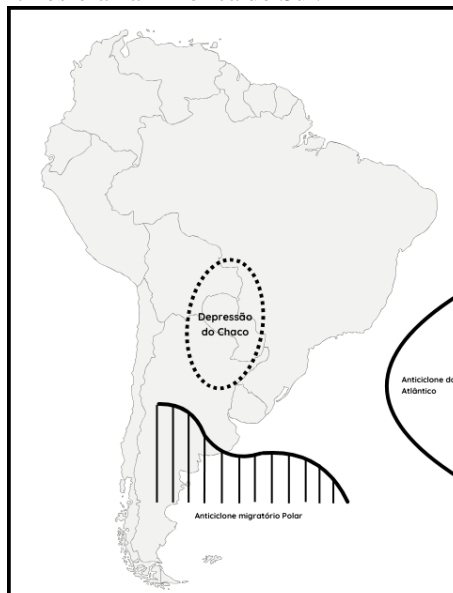 Depressão
do Chaco
Anticiclone do
Atlântico
Anticiclone migratório Polar